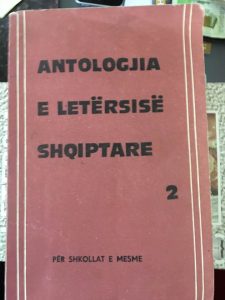 ANTOLOGJIA
E LETËRSISË
SHQIPTARE
2
PËR SHKOLLAT E MESME